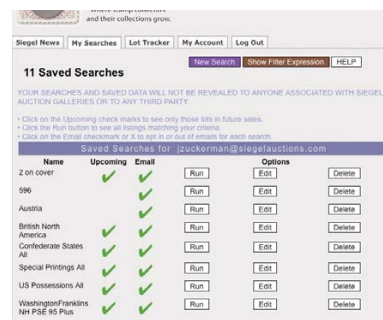 where stamp collectors
and their collections grow.
Siegel News My Searches Lot Tracker My Account Log Out
New Search Show Filter Expression HELP
11 Saved Searches
YOUR SEARCHES AND SAVED DATA WILL NOT BE REVEALED TO ANYONE ASSOCIATED WITH SIEGEL
AUCTION GALLERIES OR TO ANY THIRD PARTY.
• Click on the Upcoming check marks to see only those lots in future sales.
• Click the Run button to see all listings matching your criteria.
• Click on the Email checkmark or X to opt in or out of emails for each search.
Saved Searches for jzuckerman@siegelauctions.com
Name Upcoming Email Options
2 on cover Run Edit Delete
596 Run Edit Delete
Austria Run Edit Delete
British North
America Run Edit Delete
Confederate States
All Run Edit Delete
Special Printings All Run Edit Delete
US Possessions All Run Edit Delete
WashingtonFranklins
NH PSE 95 Plus Run Edit Delete